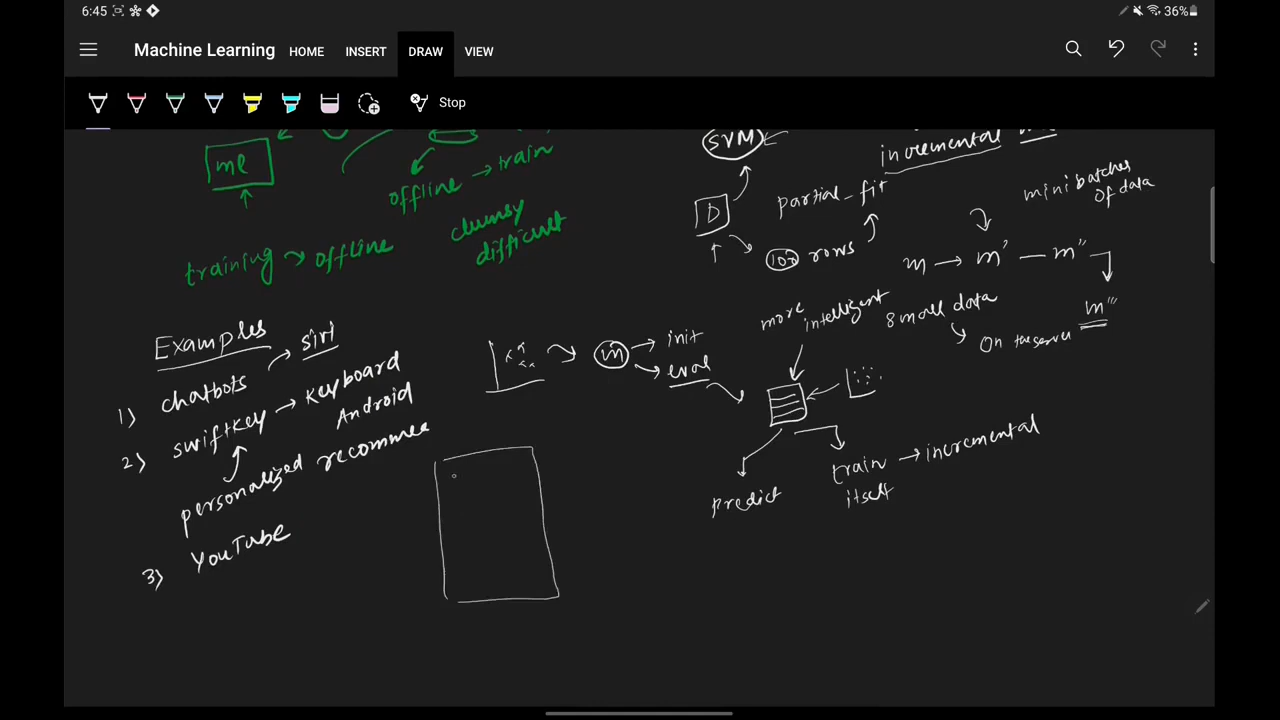 6:45
36%
Machine Learning HOME INSERT DRAW VIEW
Stop
me
offline → train
training → offline
clumsy
difficult
SVM
incremental
D
partial_fit
100 rows
mini batches
of data
m → m' — m''
m'''
small data
on the server
Examples
1) chatbots → siri
2) swiftkey → keyboard
Android
personalized recomme
3) YouTube
m → init
eval
more
intelligent
predict
train → incremental
itself